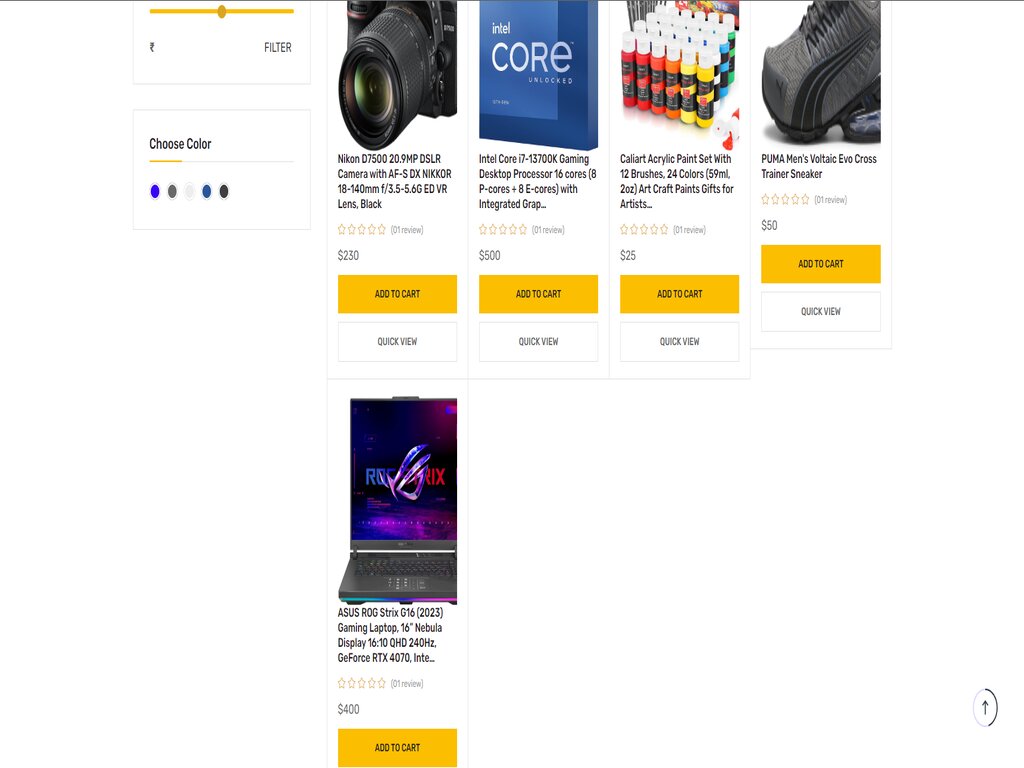 ₹
FILTER
Choose Color
intel
CORE
UNLOCKED
Nikon D7500 20.9MP DSLR
Camera with AF-S DX NIKKOR
18-140mm f/3.5-5.6G ED VR
Lens, Black
(01 review)
$230
ADD TO CART
QUICK VIEW
Intel Core i7-13700K Gaming
Desktop Processor 16 cores (8
P-cores + 8 E-cores) with
Integrated Grap...
(01 review)
$500
ADD TO CART
QUICK VIEW
Caliart Acrylic Paint Set With
12 Brushes, 24 Colors (59ml,
2oz) Art Craft Paints Gifts for
Artists...
(01 review)
$25
ADD TO CART
QUICK VIEW
PUMA Men's Voltaic Evo Cross
Trainer Sneaker
(01 review)
$50
ADD TO CART
QUICK VIEW
ASUS ROG Strix G16 (2023)
Gaming Laptop, 16” Nebula
Display 16:10 QHD 240Hz,
GeForce RTX 4070, Inte...
(01 review)
$400
ADD TO CART